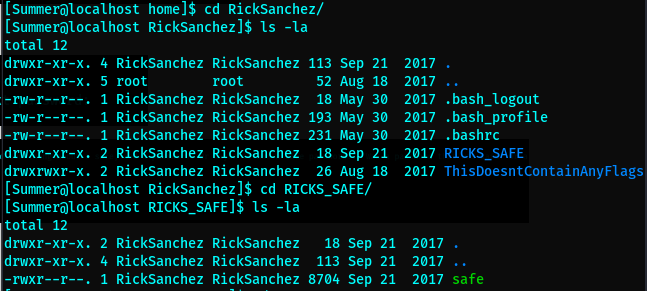 [Summer@localhost home]$ cd RickSanchez/
[Summer@localhost RickSanchez]$ ls -la
total 12
drwxr-xr-x. 4 RickSanchez RickSanchez 113 Sep 21  2017 .
drwxr-xr-x. 5 root        root         52 Aug 18  2017 ..
-rw-r--r--. 1 RickSanchez RickSanchez  18 May 30  2017 .bash_logout
-rw-r--r--. 1 RickSanchez RickSanchez 193 May 30  2017 .bash_profile
-rw-r--r--. 1 RickSanchez RickSanchez 231 May 30  2017 .bashrc
drwxr-xr-x. 2 RickSanchez RickSanchez  18 Sep 21  2017 RICKS_SAFE
drwxrwxr-x. 2 RickSanchez RickSanchez  26 Aug 18  2017 ThisDoesntContainAnyFlags
[Summer@localhost RickSanchez]$ cd RICKS_SAFE/
[Summer@localhost RICKS_SAFE]$ ls -la
total 12
drwxr-xr-x. 2 RickSanchez RickSanchez   18 Sep 21  2017 .
drwxr-xr-x. 4 RickSanchez RickSanchez  113 Sep 21  2017 ..
-rwxr--r--. 1 RickSanchez RickSanchez 8704 Sep 21  2017 safe